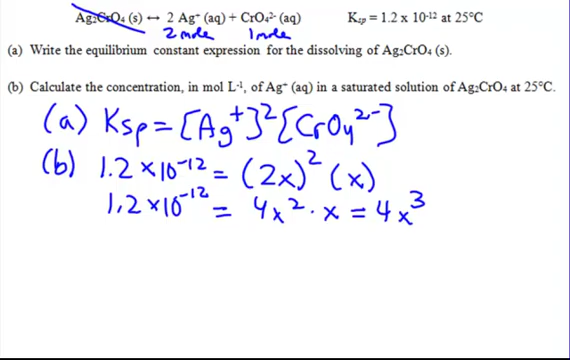 Ag₂CrO₄ (s) ↔ 2 Ag⁺ (aq) + CrO₄²⁻ (aq) Kₛₚ = 1.2 x 10⁻¹² at 25°C
2 mole 1 mole
(a) Write the equilibrium constant expression for the dissolving of Ag₂CrO₄ (s).
(b) Calculate the concentration, in mol L⁻¹, of Ag⁺ (aq) in a saturated solution of Ag₂CrO₄ at 25°C.
(a) Ksp = [Ag⁺]² [CrO₄²⁻]
(b) 1.2 × 10⁻¹² = (2x)² (x)
1.2 × 10⁻¹² = 4x² · x = 4x³